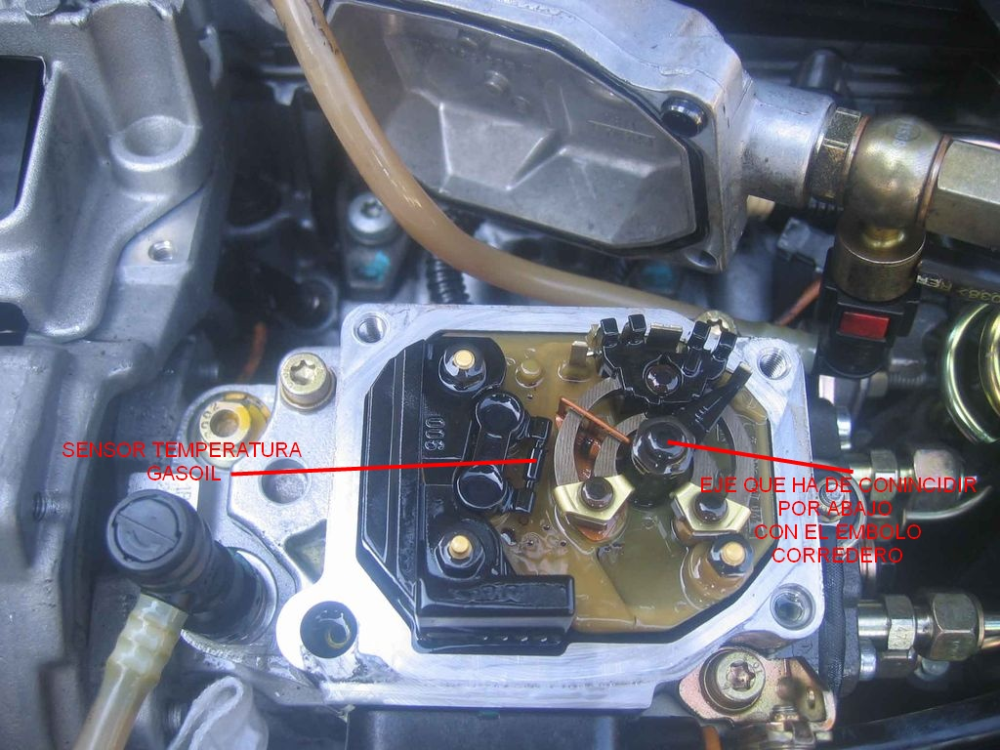 SENSOR TEMPERATURA
GASOIL
EJE QUE HA DE CONINCIDIR
POR ABAJO
CON EL EMBOLO
CORREDERO
008